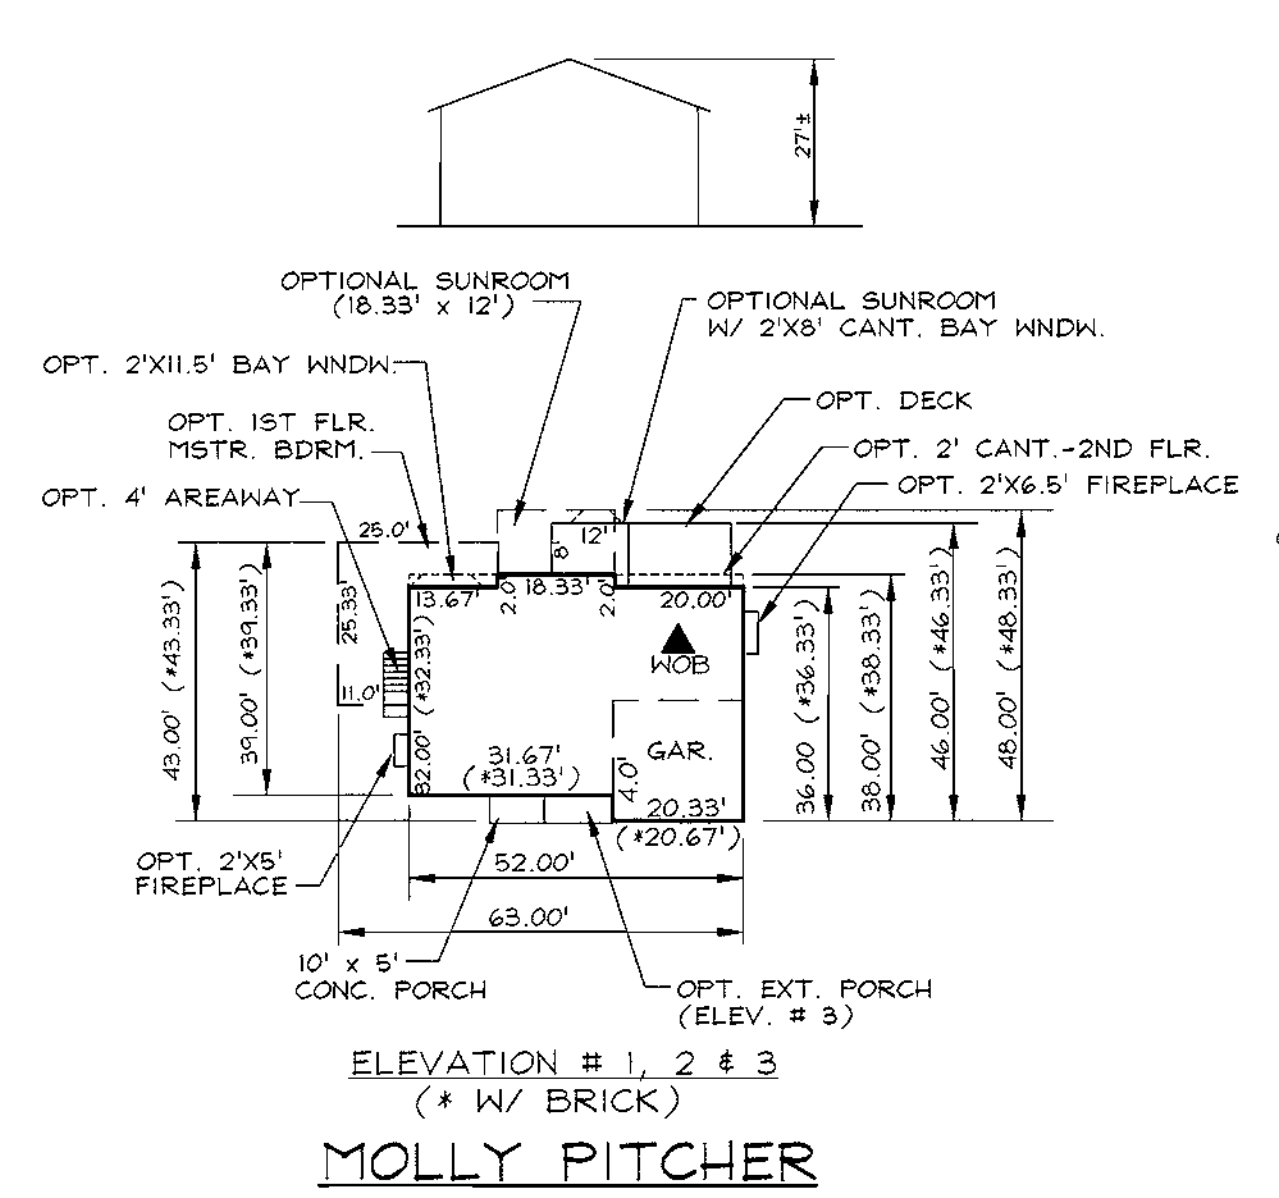 27'±
OPTIONAL SUNROOM
(18.33' x 12')
OPTIONAL SUNROOM
W/ 2'X8' CANT. BAY WNDW.
OPT. 2'X11.5' BAY WNDW.
OPT. DECK
OPT. 1ST FLR.
MSTR. BDRM.
OPT. 2' CANT.-2ND FLR.
OPT. 2'X6.5' FIREPLACE
OPT. 4' AREAWAY
25.0'
12'
8'
13.67'
2.0'
18.33'
2.0'
20.00'
25.33'
11.0'
WOB
43.00' (*43.33')
39.00' (*39.33')
32.00' (*32.33')
36.00 (*36.33')
38.00' (*38.33')
46.00' (*46.33')
48.00' (*48.33')
31.67'
(*31.33')
GAR.
4.0'
20.33'
(*20.67')
OPT. 2'X5'
FIREPLACE
52.00'
63.00'
10' x 5'
CONC. PORCH
OPT. EXT. PORCH
(ELEV. # 3)
ELEVATION # 1, 2 & 3
(* W/ BRICK)
MOLLY PITCHER